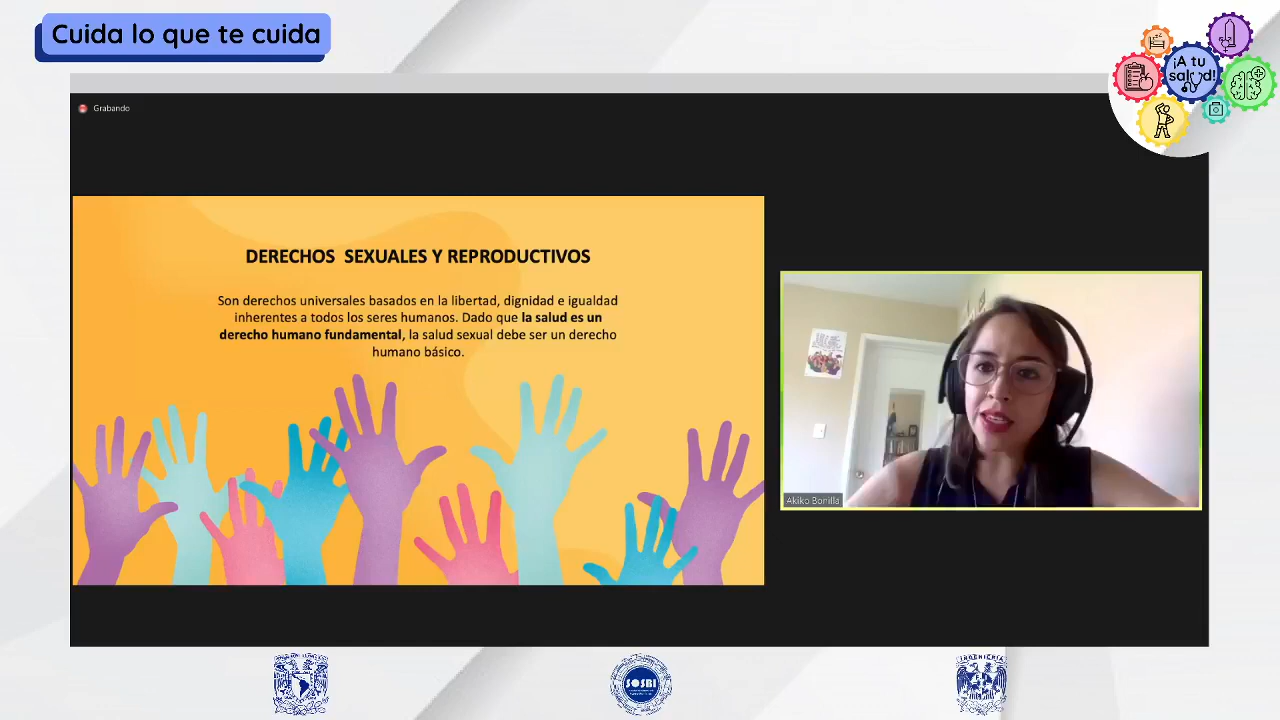 Cuida lo que te cuida
¡A tu
salud!
Grabando
DERECHOS SEXUALES Y REPRODUCTIVOS
Son derechos universales basados en la libertad, dignidad e igualdad
inherentes a todos los seres humanos. Dado que la salud es un
derecho humano fundamental, la salud sexual debe ser un derecho
humano básico.
Akiko Bonilla
SOSBI
INGENIERIA